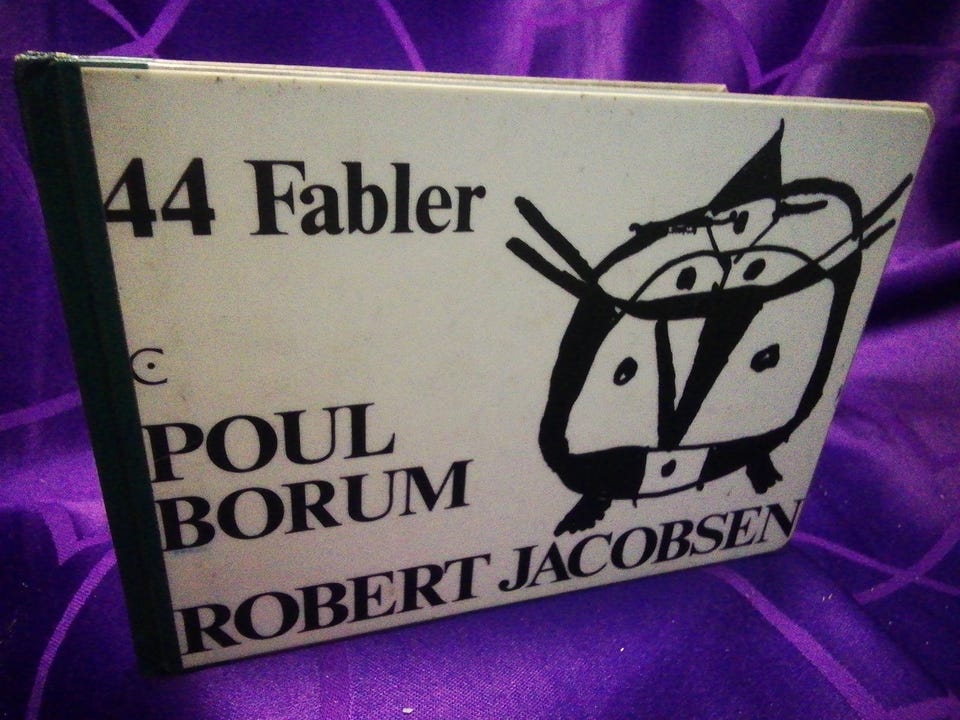 44 Fabler
POUL
BORUM
ROBERT JACOBSEN